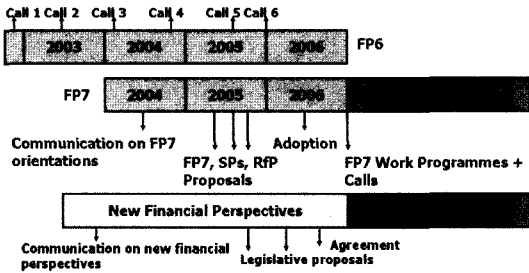 Call 1 Call 2 Call 3 Call 4 Call 5 Call 6
2003 2004 2005 2006 FP6
FP7 2004 2005 2006
Communication on FP7
orientations
FP7, SPs, RfP
Proposals
Adoption
FP7 Work Programmes +
Calls
New Financial Perspectives
Communication on new financial
perspectives
Legislative proposals
Agreement